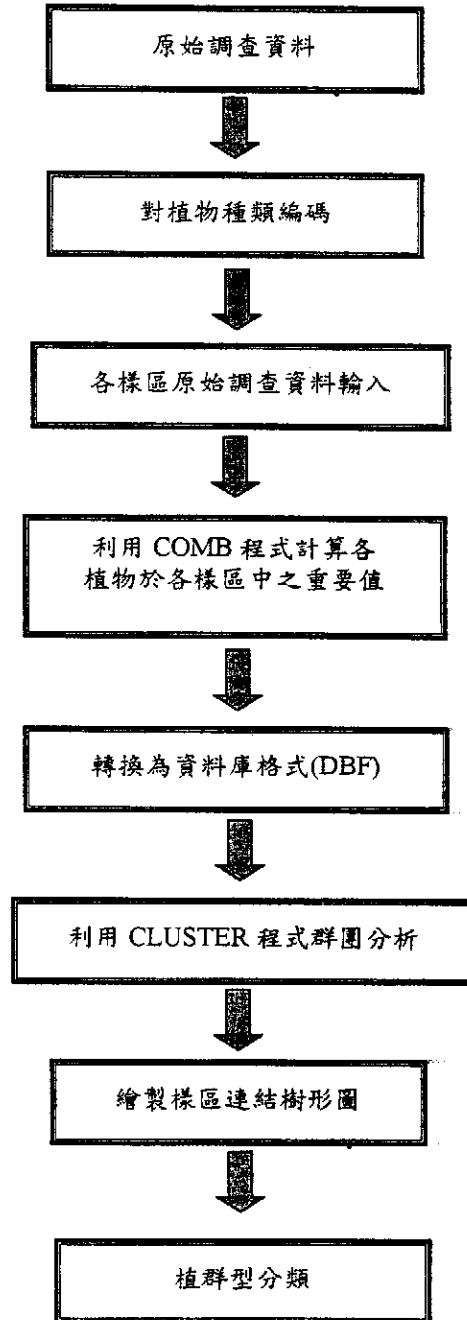 原始調查資料
對植物種類編碼
各樣區原始調查資料輸入
利用 COMB 程式計算各
植物於各樣區中之重要值
轉換為資料庫格式(DBF)
利用 CLUSTER 程式群團分析
繪製樣區連結樹形圖
植群型分類